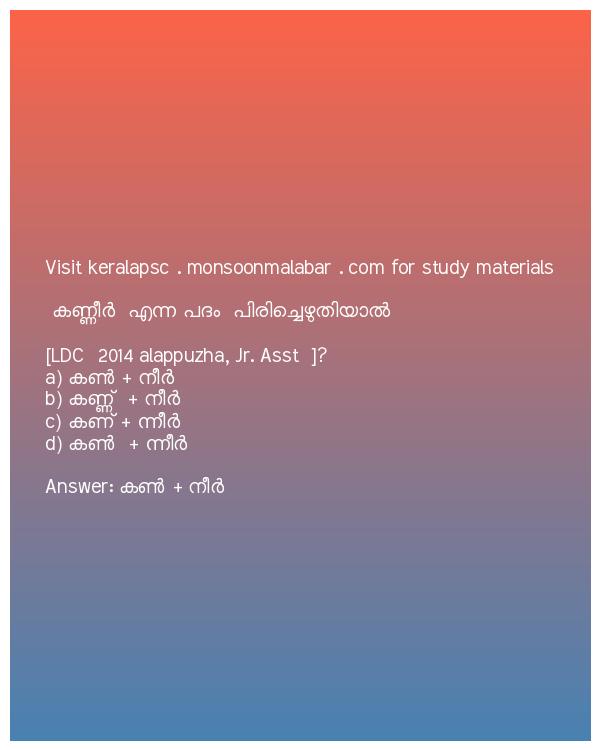 Visit keralapsc . monsoonmalabar . com for study materials
കണ്ണീർ എന്ന പദം പിരിച്ചെഴുതിയാൽ
[LDC 2014 alappuzha, Jr. Asst ]?
a) കൺ + നീർ
b) കണ്ണ് + നീർ
c) കണ് + ന്നീർ
d) കൺ + ന്നീർ
Answer: കൺ + നീർ